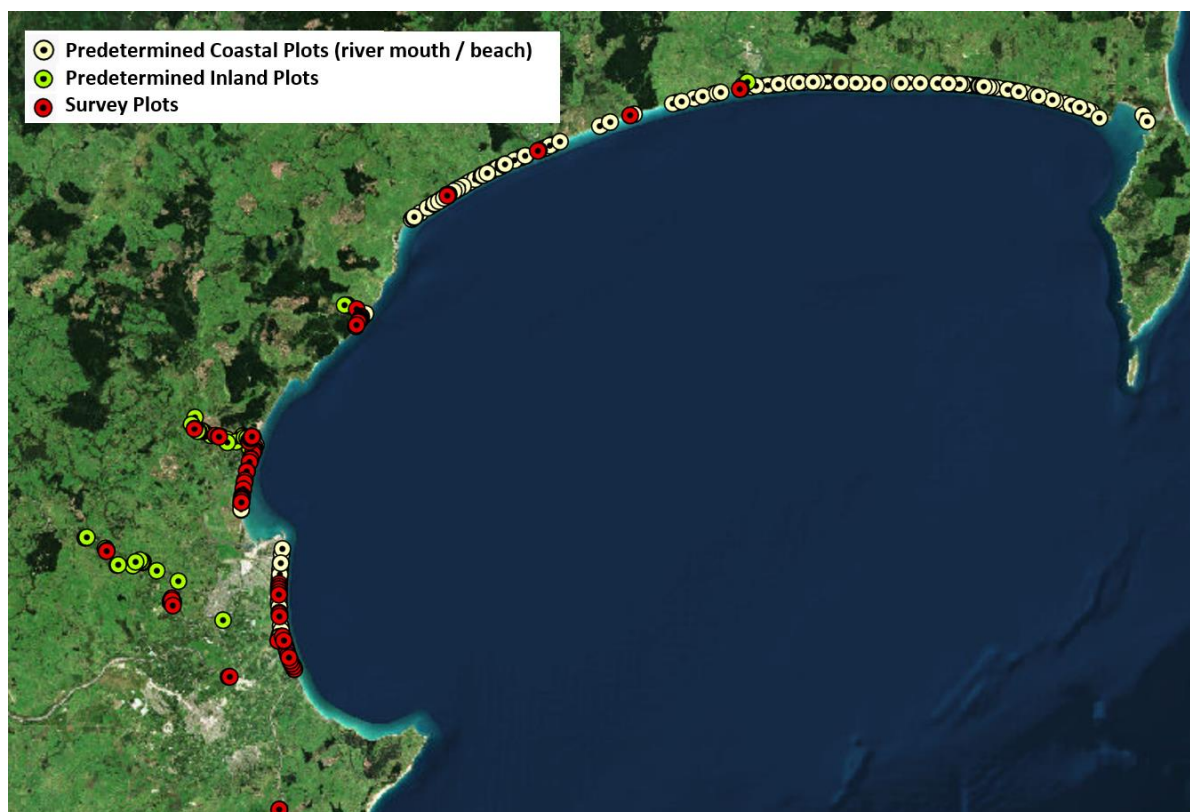 Predetermined Coastal Plots (river mouth / beach)
Predetermined Inland Plots
Survey Plots